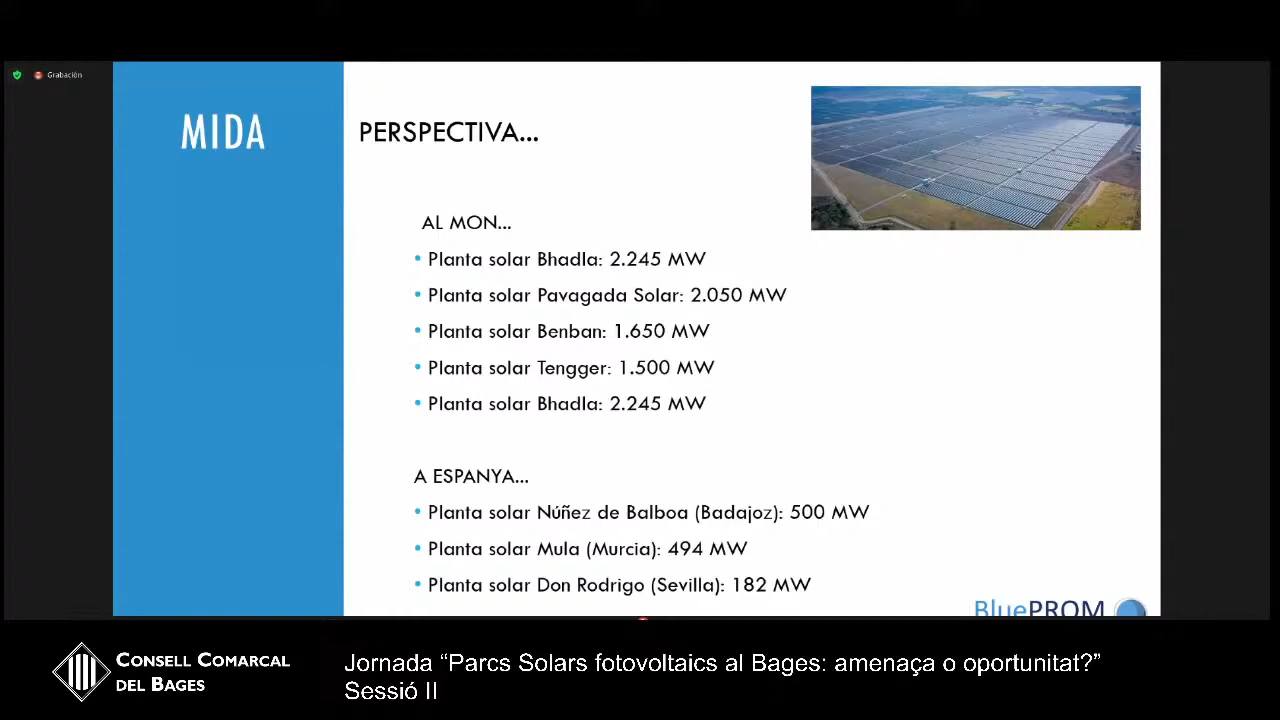 Grabación
MIDA
PERSPECTIVA...
AL MON...
• Planta solar Bhadla: 2.245 MW
• Planta solar Pavagada Solar: 2.050 MW
• Planta solar Benban: 1.650 MW
• Planta solar Tengger: 1.500 MW
• Planta solar Bhadla: 2.245 MW
A ESPANYA...
• Planta solar Núñez de Balboa (Badajoz): 500 MW
• Planta solar Mula (Murcia): 494 MW
• Planta solar Don Rodrigo (Sevilla): 182 MW
BluePROM
CONSELL COMARCAL
DEL BAGES
Jornada “Parcs Solars fotovoltaics al Bages: amenaça o oportunitat?”
Sessió II